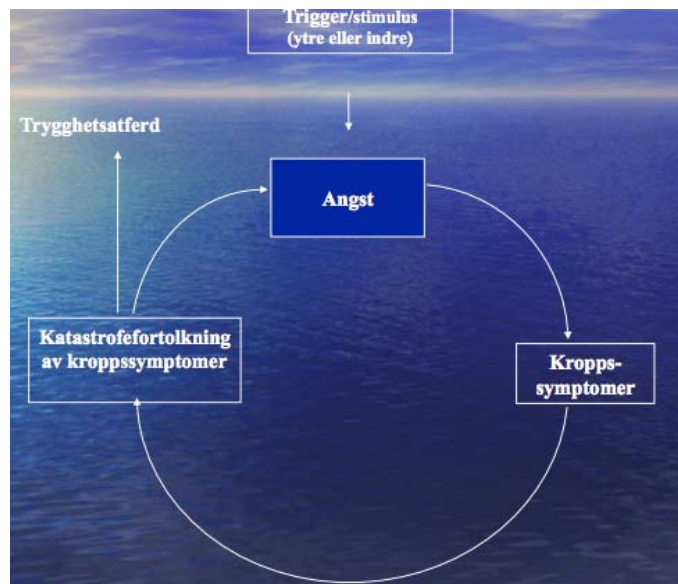 Trigger/stimulus
(ytre eller indre)
Trygghetsatferd
Angst
Katastrofefortolkning
av kroppssymptomer
Kropps-
symptomer